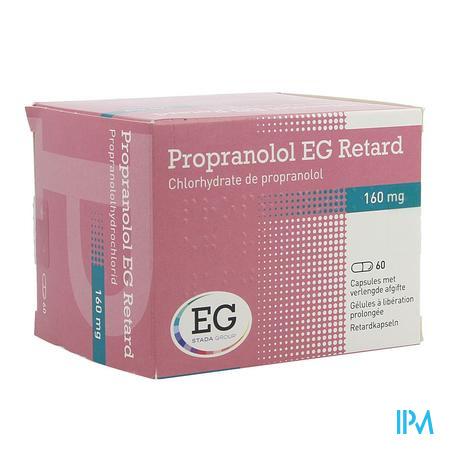 Propranolol EG Retard
Chlorhydrate de propranolol
160 mg
60
Capsules met
verlengde afgifte
Gélules à libération
prolongée
Retardkapseln
EG
STADA GROUP
Propranolol EG Retard
Propranololhydrochlorid
160 mg
60
IPM